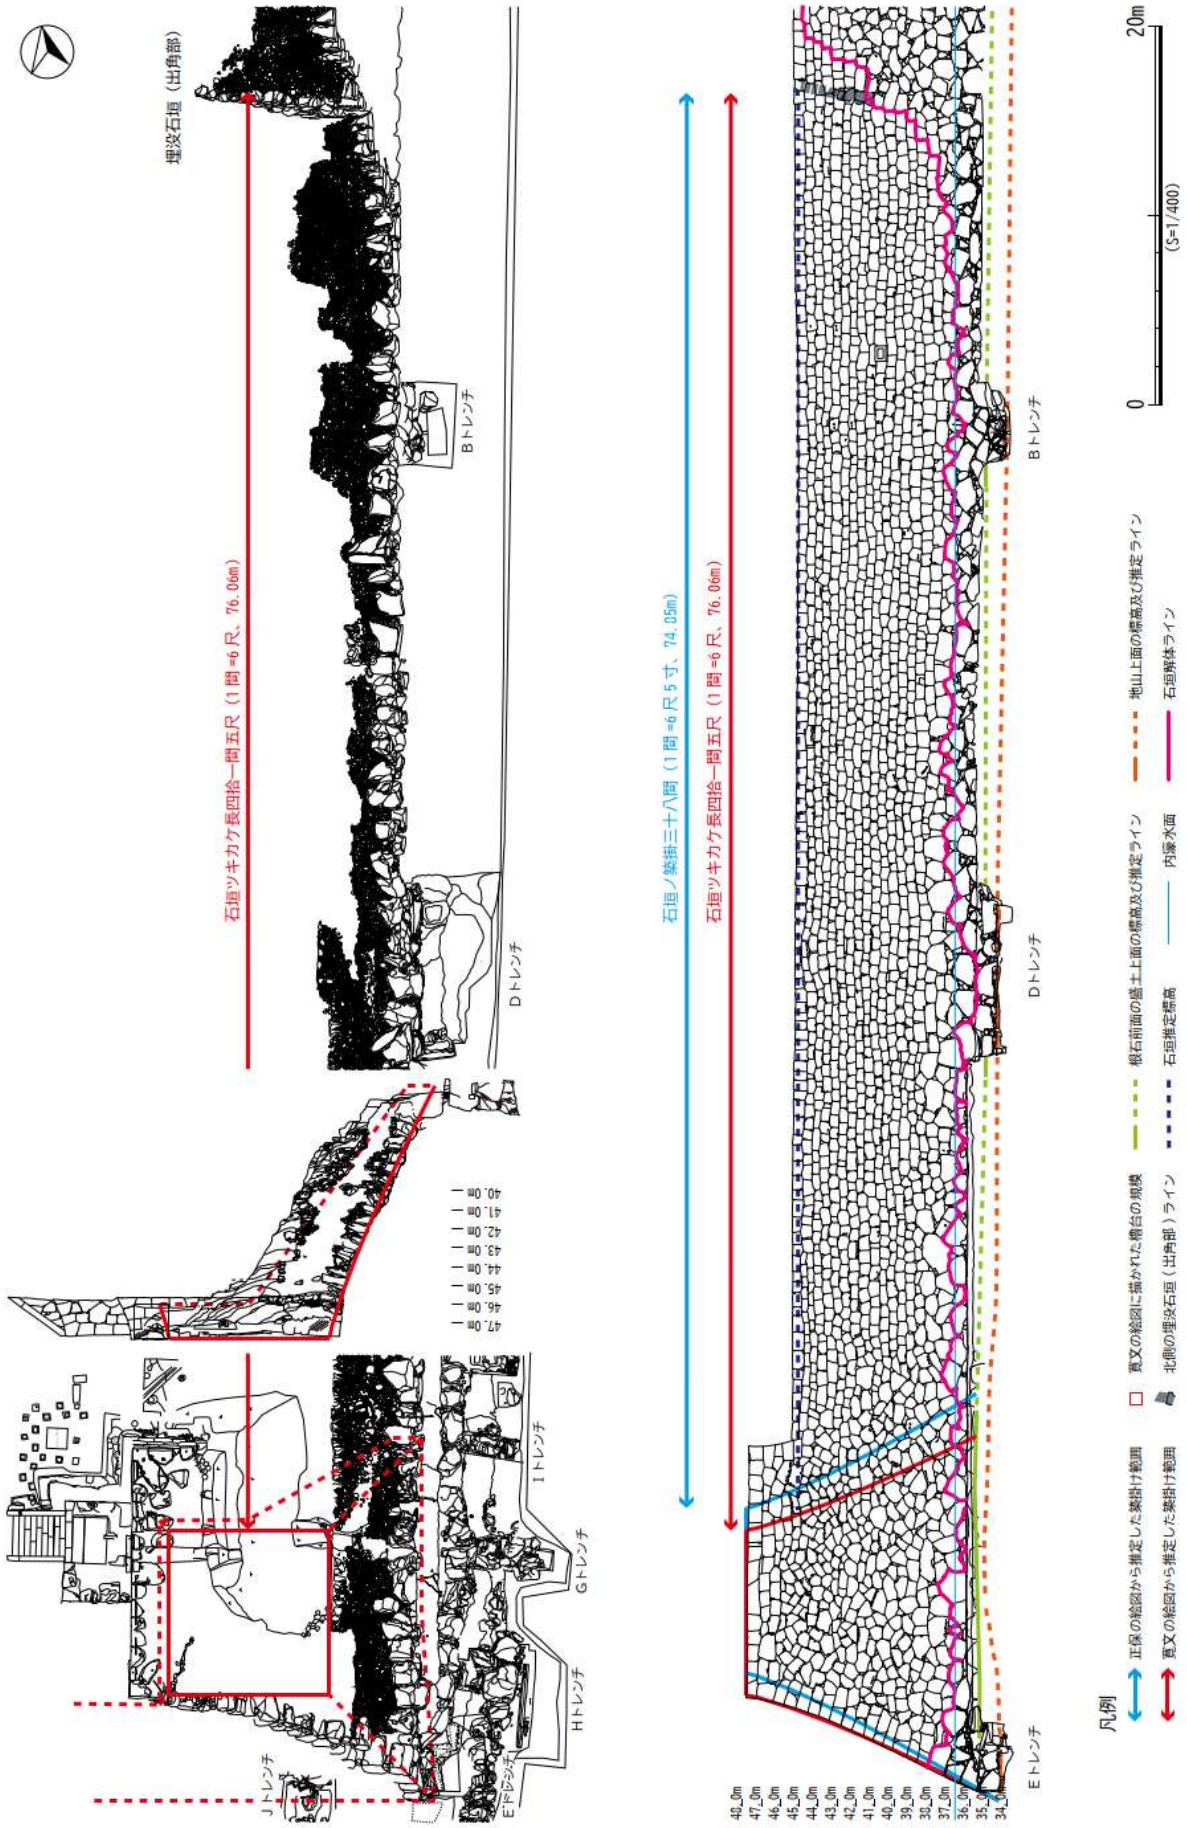 埋没石垣（出角部）
石垣ツキカケ長四拾一間五尺（1間=6尺、76.06m）
Bトレンチ
Dトレンチ
40.0m
41.0m
42.0m
43.0m
44.0m
45.0m
46.0m
47.0m
Iトレンチ
Gトレンチ
Hトレンチ
Eトレンチ
Jトレンチ
石垣ノ築掛三十八間（1間=6尺5寸、74.05m）
石垣ツキカケ長四拾一間五尺（1間=6尺、76.06m）
Bトレンチ
Dトレンチ
Eトレンチ
48.0m
47.0m
46.0m
45.0m
44.0m
43.0m
42.0m
41.0m
40.0m
39.0m
38.0m
37.0m
36.0m
35.0m
34.0m
0
20m
(S=1/400)
凡例
正保の絵図から推定した築掛け範囲
寛文の絵図から推定した築掛け範囲
寛文の絵図に描かれた櫓台の規模
北側の埋没石垣（出角部）ライン
根石前面の盛土上面の標高及び推定ライン
石垣推定標高
内濠水面
地山上面の標高及び推定ライン
石垣解体ライン